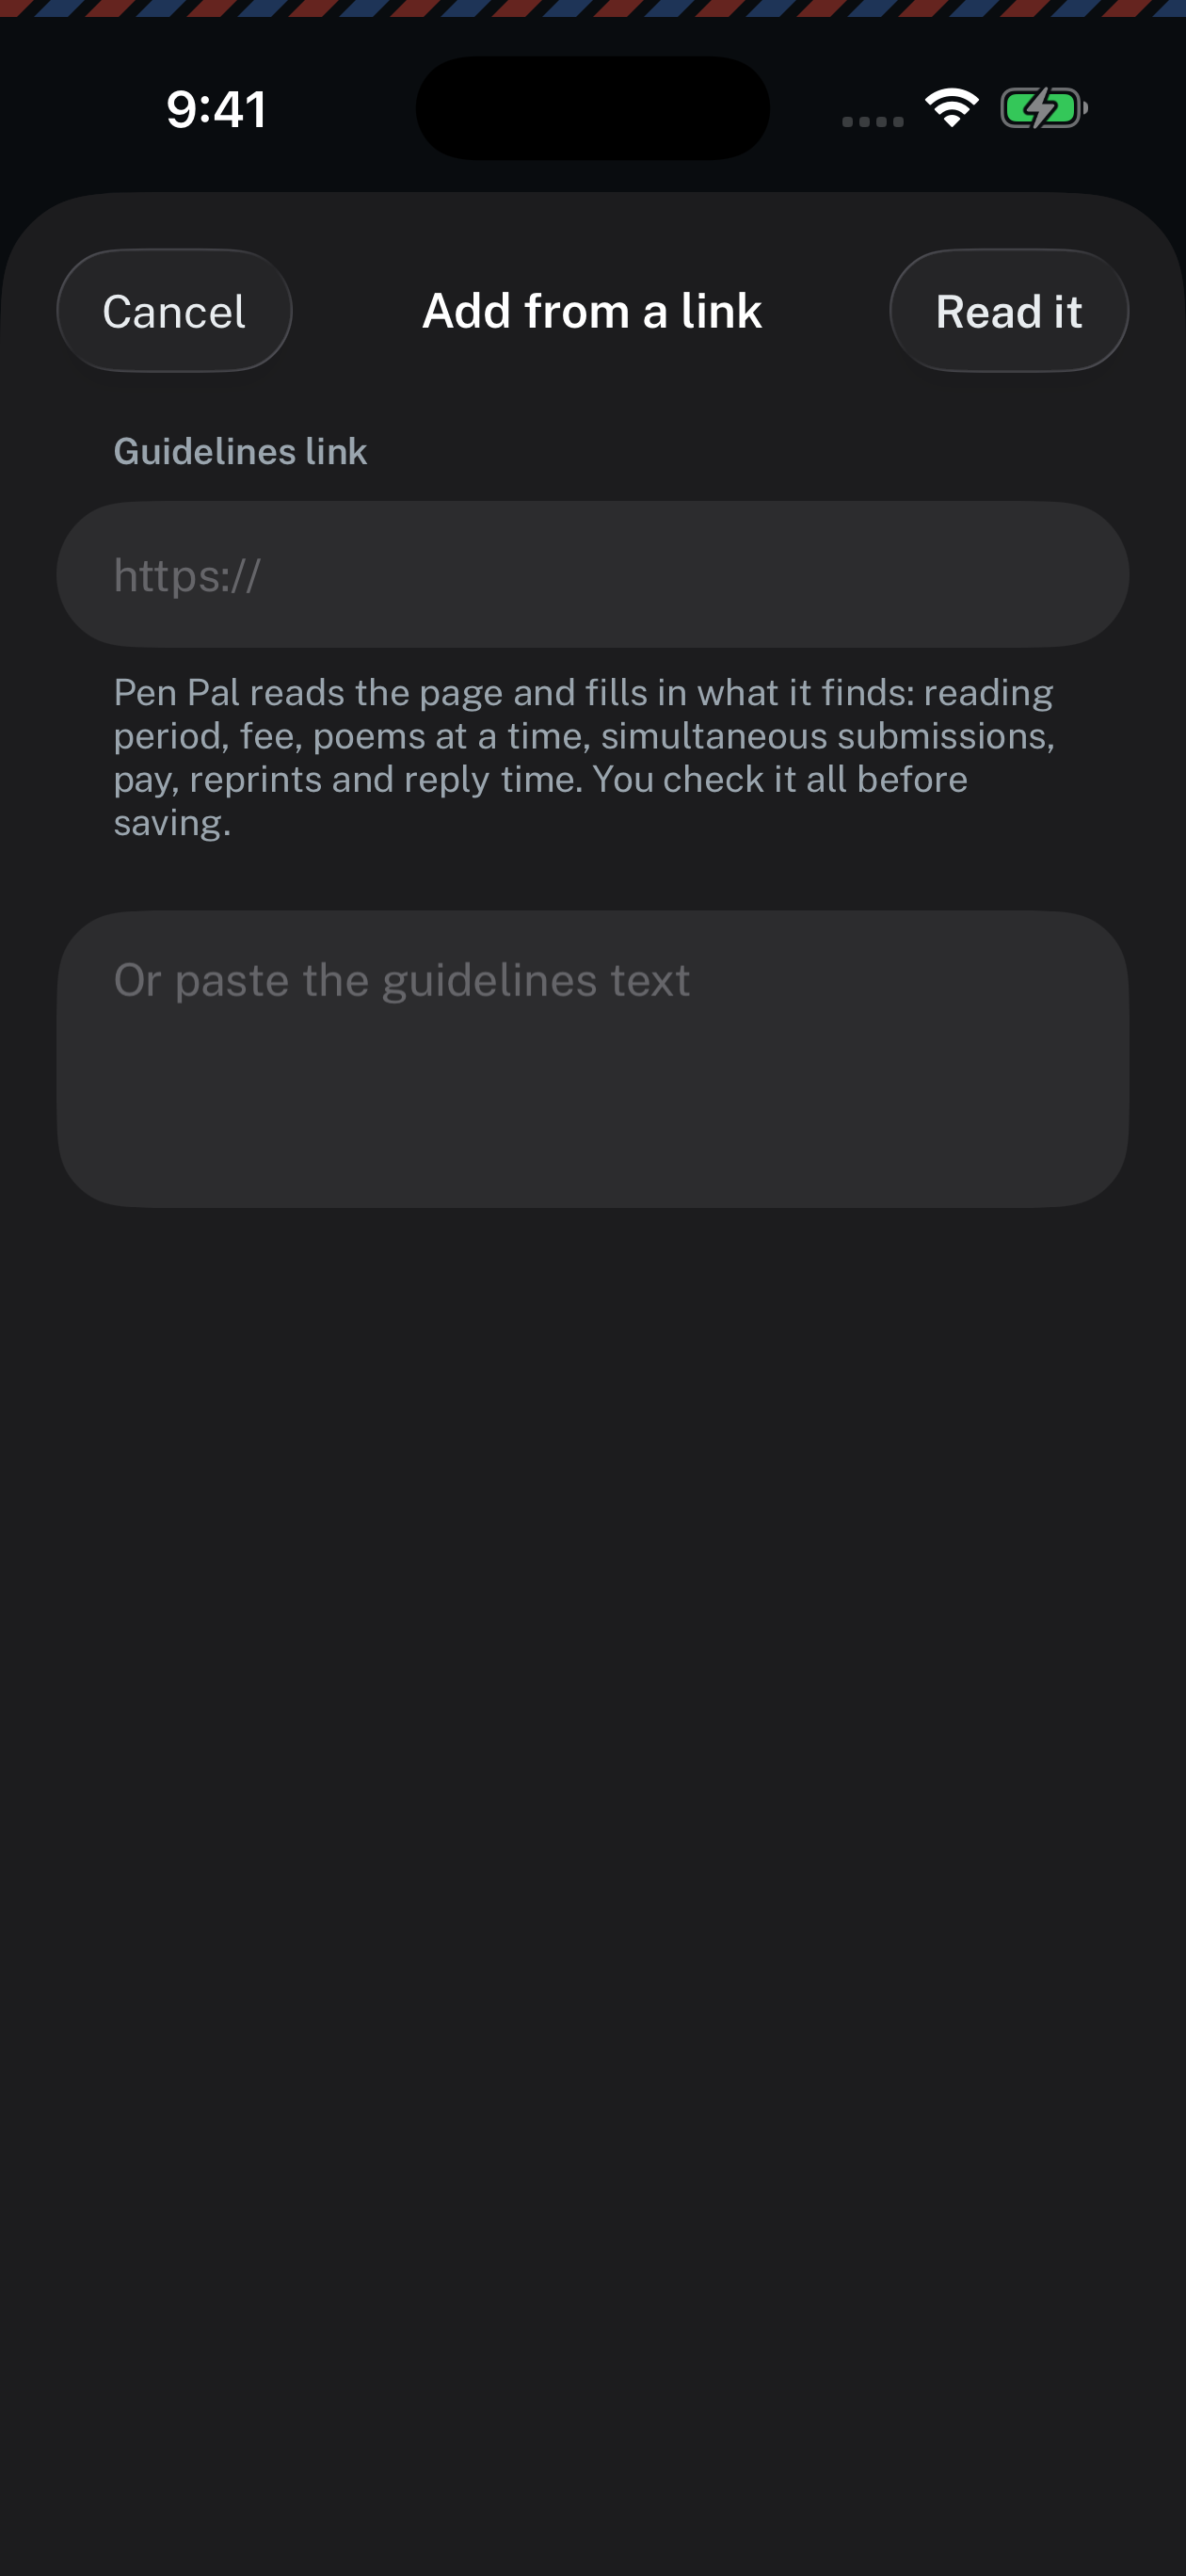 9:41
Cancel
Add from a link
Read it
Guidelines link
https://
Pen Pal reads the page and fills in what it finds: reading
period, fee, poems at a time, simultaneous submissions,
pay, reprints and reply time. You check it all before
saving.
Or paste the guidelines text